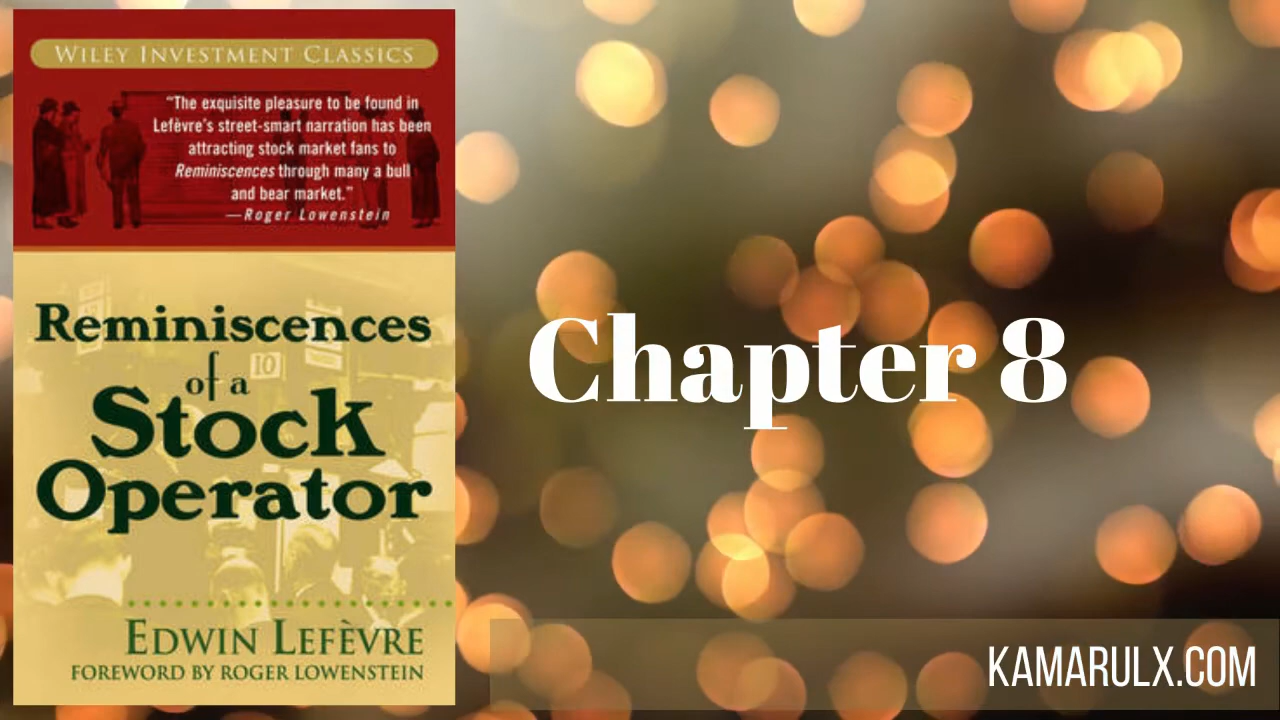 WILEY INVESTMENT CLASSICS
“The exquisite pleasure to be found in
Lefèvre’s street-smart narration has been
attracting stock market fans to
Reminiscences through many a bull
and bear market.”
—Roger Lowenstein
Reminiscences
of a
10
Stock
Operator
EDWIN LEFÈVRE
FOREWORD BY ROGER LOWENSTEIN
Chapter 8
KAMARULX.COM